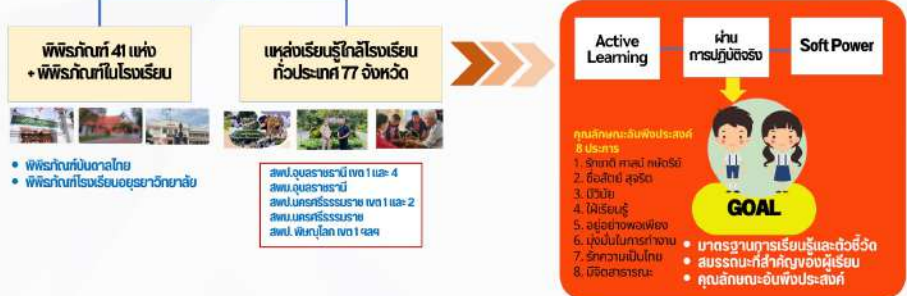 พิพิธภัณฑ์ 41 แห่ง
+ พิพิธภัณฑ์ในโรงเรียน
• พิพิธภัณฑ์บันดาลไทย
• พิพิธภัณฑ์โรงเรียนอยุธยาวิทยาลัย
แหล่งเรียนรู้ใกล้โรงเรียน
ทั่วประเทศ 77 จังหวัด
สพป.อุบลราชธานี เขต 1 และ 4
สพม.อุบลราชธานี
สพป.นครศรีธรรมราช เขต 1 และ 2
สพม.นครศรีธรรมราช
สพป. พิษณุโลก เขต 1 ฯลฯ
Active
Learning
ผ่าน
การปฏิบัติจริง
Soft Power
คุณลักษณะอันพึงประสงค์
8 ประการ
1. รักชาติ ศาสน์ กษัตริย์
2. ซื่อสัตย์ สุจริต
3. มีวินัย
4. ใฝ่เรียนรู้
5. อยู่อย่างพอเพียง
6. มุ่งมั่นในการทำงาน
7. รักความเป็นไทย
8. มีจิตสาธารณะ
GOAL
• มาตรฐานการเรียนรู้และตัวชี้วัด
• สมรรถนะที่สำคัญของผู้เรียน
• คุณลักษณะอันพึงประสงค์